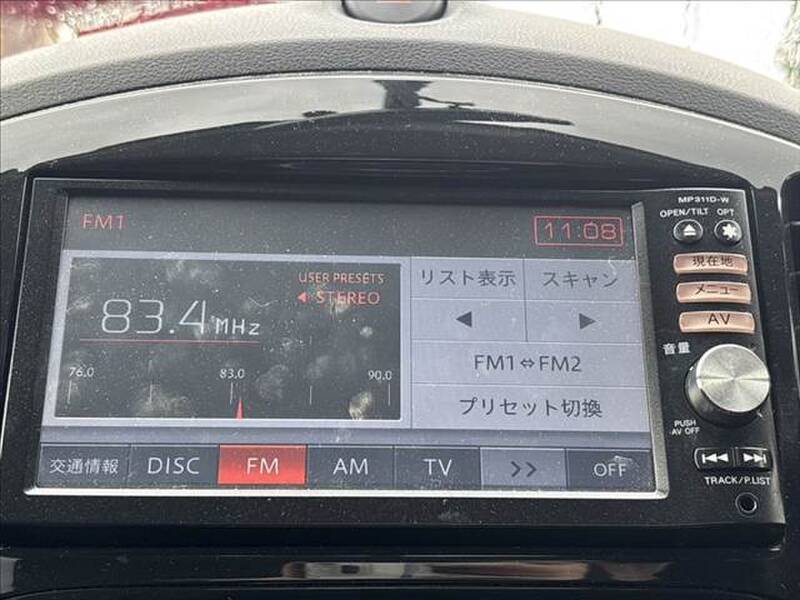 MP311D-W
OPEN/TILT OPT
FM1 11:08
現在地
メニュー
AV
音量
USER PRESETS
◀ STEREO
83.4 MHz
76.0 83.0 90.0
リスト表示 スキャン
◀ ▶
FM1⇔FM2
プリセット切換
PUSH
AV OFF
交通情報 DISC FM AM TV >> OFF
TRACK/P.LIST